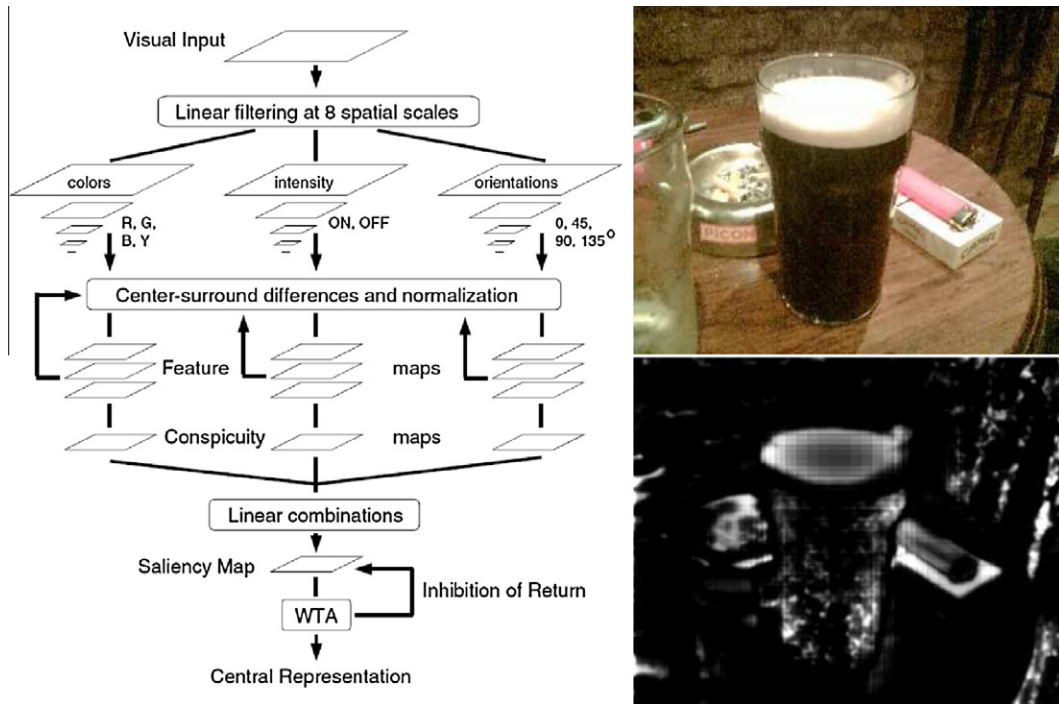 Visual Input
Linear filtering at 8 spatial scales
colors
intensity
orientations
R, G,
B, Y
ON, OFF
0, 45,
90, 135°
Center-surround differences and normalization
Feature maps
Conspicuity maps
Linear combinations
Saliency Map
Inhibition of Return
WTA
Central Representation
PICON